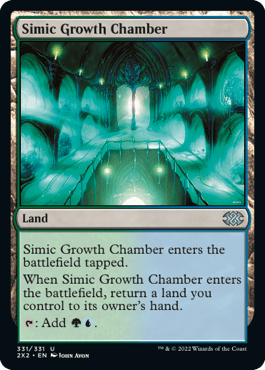 Simic Growth Chamber
Land
Simic Growth Chamber enters the
battlefield tapped.
When Simic Growth Chamber enters
the battlefield, return a land you
control to its owner's hand.
: Add .
331/331 U
2X2 • EN John Avon
™ & © 2022 Wizards of the Coast